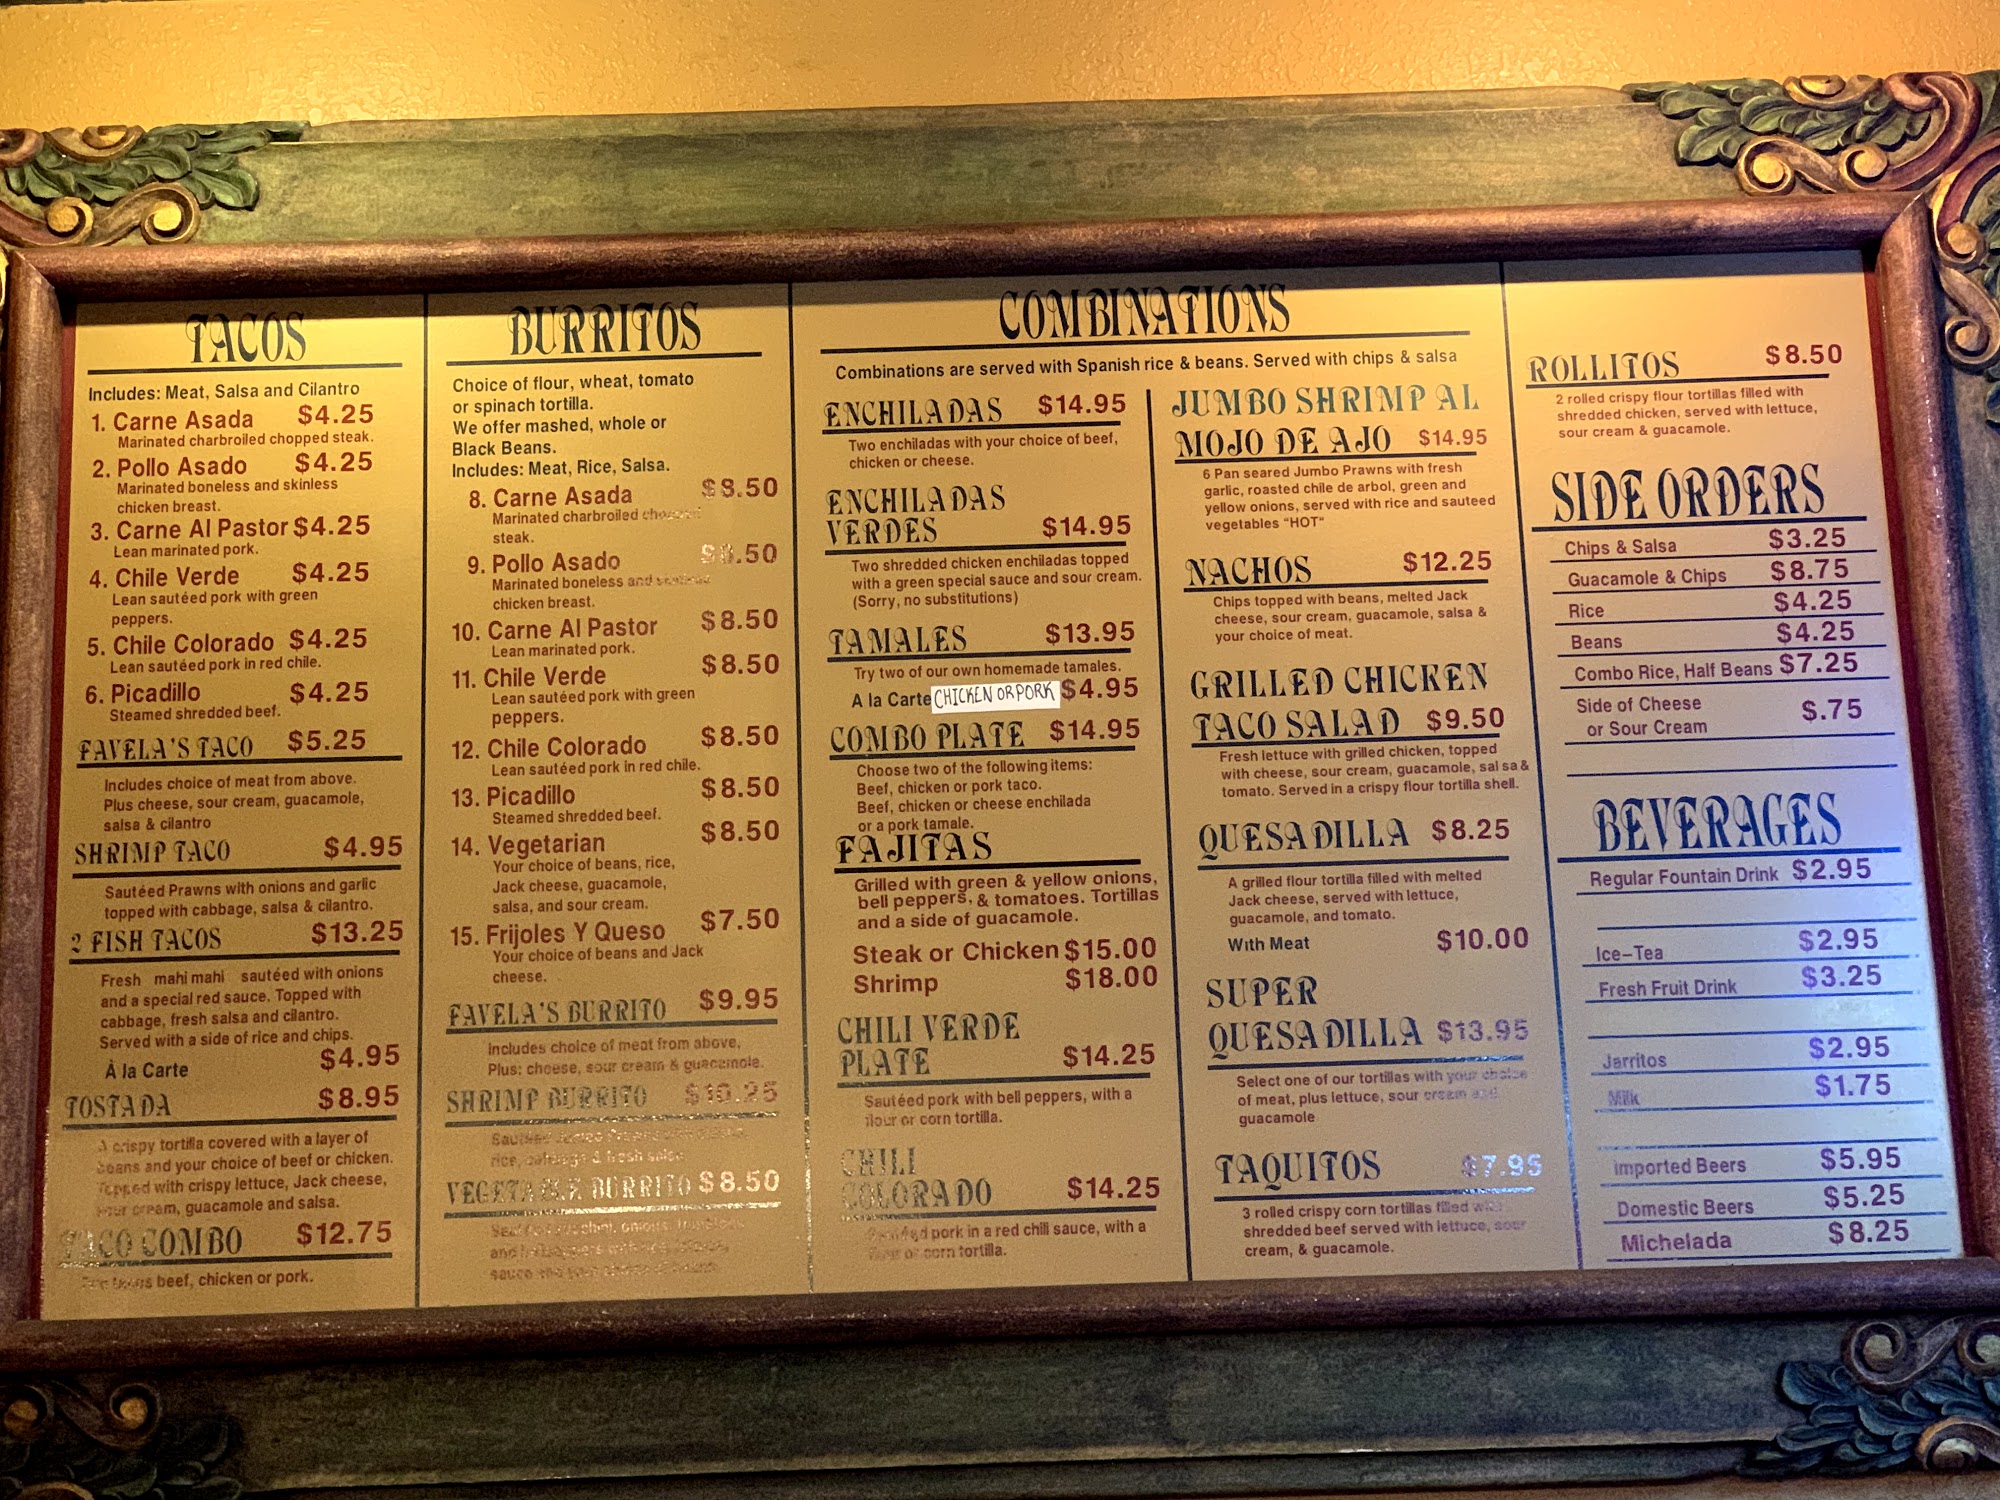 TACOS
Includes: Meat, Salsa and Cilantro
1. Carne Asada $4.25
Marinated charbroiled chopped steak.
2. Pollo Asado $4.25
Marinated boneless and skinless
chicken breast.
3. Carne Al Pastor $4.25
Lean marinated pork.
4. Chile Verde $4.25
Lean sautéed pork with green
peppers.
5. Chile Colorado $4.25
Lean sautéed pork in red chile.
6. Picadillo $4.25
Steamed shredded beef.
FAVELA'S TACO $5.25
Includes choice of meat from above.
Plus cheese, sour cream, guacamole,
salsa & cilantro
SHRIMP TACO $4.95
Sautéed Prawns with onions and garlic
topped with cabbage, salsa & cilantro.
2 FISH TACOS $13.25
Fresh mahi mahi sautéed with onions
and a special red sauce. Topped with
cabbage, fresh salsa and cilantro.
Served with a side of rice and chips.
À la Carte $4.95
TOSTADA $8.95
A crispy tortilla covered with a layer of
beans and your choice of beef or chicken.
Topped with crispy lettuce, Jack cheese,
sour cream, guacamole and salsa.
TACO COMBO $12.75
beef, chicken or pork.
BURRITOS
Choice of flour, wheat, tomato
or spinach tortilla.
We offer mashed, whole or
Black Beans.
Includes: Meat, Rice, Salsa.
8. Carne Asada $8.50
Marinated charbroiled chopped
steak.
9. Pollo Asado $8.50
Marinated boneless and skinless
chicken breast.
10. Carne Al Pastor $8.50
Lean marinated pork.
11. Chile Verde $8.50
Lean sautéed pork with green
peppers.
12. Chile Colorado $8.50
Lean sautéed pork in red chile.
13. Picadillo $8.50
Steamed shredded beef.
14. Vegetarian $8.50
Your choice of beans, rice,
Jack cheese, guacamole,
salsa, and sour cream.
15. Frijoles Y Queso $7.50
Your choice of beans and Jack
cheese.
FAVELA'S BURRITO $9.95
Includes choice of meat from above,
Plus: cheese, sour cream & guacamole.
SHRIMP BURRITO $10.25
rice, cabbage & fresh salsa
VEGETABLE BURRITO $8.50
COMBINATIONS
Combinations are served with Spanish rice & beans. Served with chips & salsa
ENCHILADAS $14.95
Two enchiladas with your choice of beef,
chicken or cheese.
ENCHILADAS
VERDES $14.95
Two shredded chicken enchiladas topped
with a green special sauce and sour cream.
(Sorry, no substitutions)
TAMALES $13.95
Try two of our own homemade tamales.
A la Carte CHICKEN OR PORK $4.95
COMBO PLATE $14.95
Choose two of the following items:
Beef, chicken or pork taco.
Beef, chicken or cheese enchilada
or a pork tamale.
FAJITAS
Grilled with green & yellow onions,
bell peppers, & tomatoes. Tortillas
and a side of guacamole.
Steak or Chicken $15.00
Shrimp $18.00
CHILI VERDE
PLATE $14.25
Sautéed pork with bell peppers, with a
flour or corn tortilla.
CHILI
COLORADO $14.25
Sautéed pork in a red chili sauce, with a
flour or corn tortilla.
JUMBO SHRIMP AL
MOJO DE AJO $14.95
6 Pan seared Jumbo Prawns with fresh
garlic, roasted chile de arbol, green and
yellow onions, served with rice and sauteed
vegetables "HOT"
NACHOS $12.25
Chips topped with beans, melted Jack
cheese, sour cream, guacamole, salsa &
your choice of meat.
GRILLED CHICKEN
TACO SALAD $9.50
Fresh lettuce with grilled chicken, topped
with cheese, sour cream, guacamole, salsa &
tomato. Served in a crispy flour tortilla shell.
QUESADILLA $8.25
A grilled flour tortilla filled with melted
Jack cheese, served with lettuce,
guacamole, and tomato.
With Meat $10.00
SUPER
QUESADILLA $13.95
Select one of our tortillas with your choice
of meat, plus lettuce, sour cream and
guacamole
TAQUITOS $7.95
3 rolled crispy corn tortillas filled with
shredded beef served with lettuce, sour
cream, & guacamole.
ROLLITOS $8.50
2 rolled crispy flour tortillas filled with
shredded chicken, served with lettuce,
sour cream & guacamole.
SIDE ORDERS
Chips & Salsa $3.25
Guacamole & Chips $8.75
Rice $4.25
Beans $4.25
Combo Rice, Half Beans $7.25
Side of Cheese
or Sour Cream $.75
BEVERAGES
Regular Fountain Drink $2.95
Ice-Tea $2.95
Fresh Fruit Drink $3.25
Jarritos $2.95
Milk $1.75
Imported Beers $5.95
Domestic Beers $5.25
Michelada $8.25